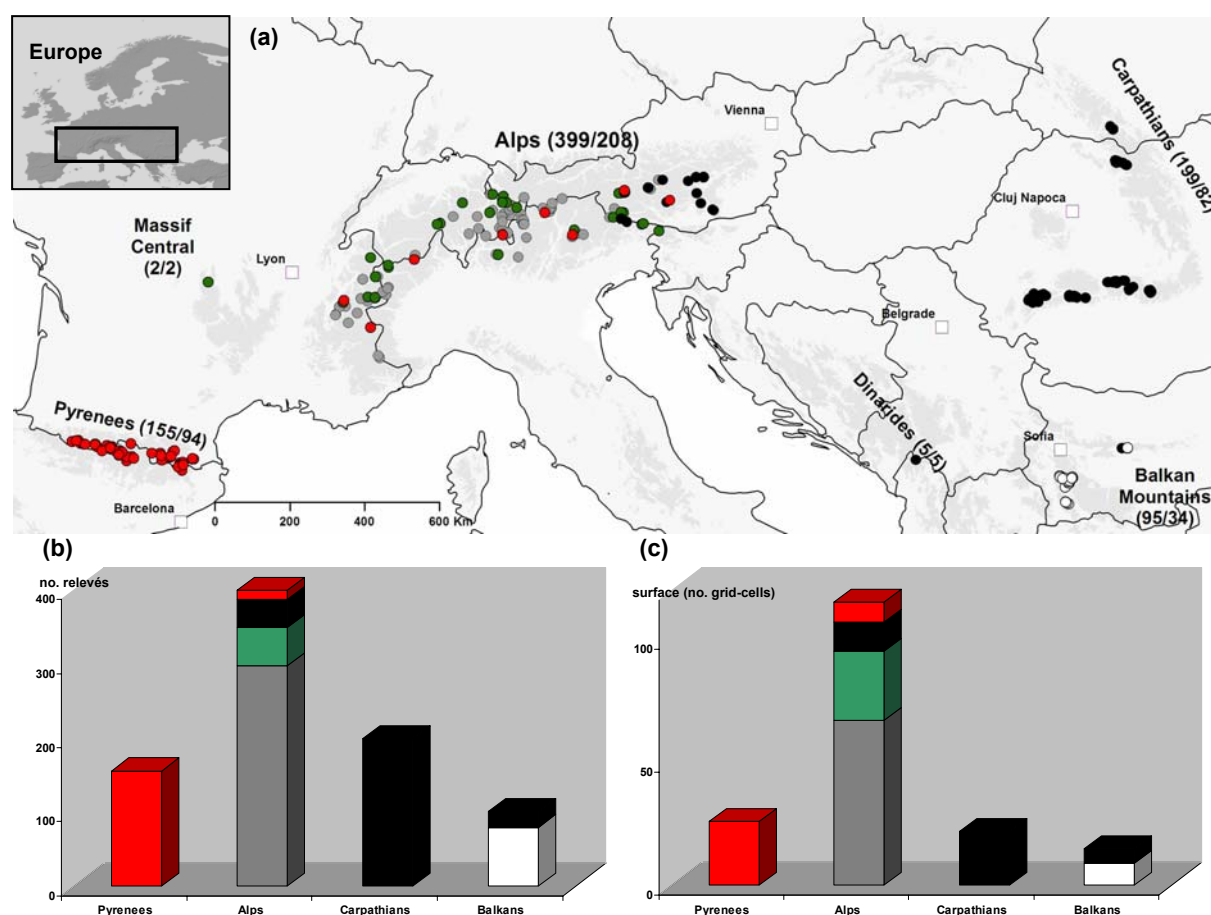 Europe
(a)
Vienna
Carpathians (199/82)
Alps (399/208)
Cluj Napoca
Massif
Central
(2/2)
Lyon
Belgrade
Dinarides (5/5)
Pyrenees (155/94)
Sofia
Balkan
Mountains
(95/34)
Barcelona
0 200 400 600 Km
(b)
no. relevés
400
300
200
100
0
Pyrenees Alps Carpathians Balkans
(c)
surface (no. grid-cells)
100
50
0
Pyrenees Alps Carpathians Balkans